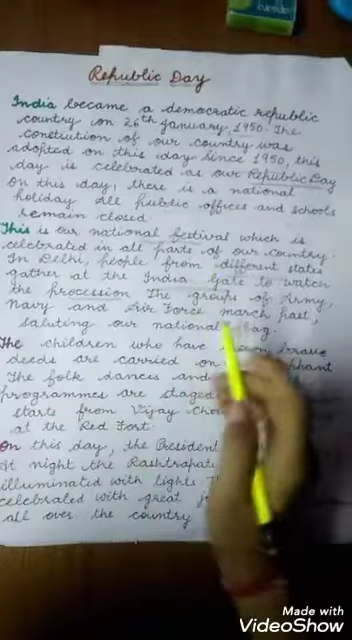 Republic Day
India became a democratic republic
country on 26th January, 1950. The
constiution of our country was
adopted on this day Since 1950, this
day is celebrated as our Republic Day
On this day, there is a national
holiday All public offices and schools
remain closed
This is our national festival which is
celebrated in all parts of our country.
In Delhi, people from different states
gather at the India Gate to watch
the procession The groups of Army,
Navy and Air Force march past,
saluting our national
The children who have brave
deeds are carried on
The folk dances and
programmes are staged
starts from Vijay
at the Red Fort.
On this day, the President
At night the
illuminated with lights
celebrated with great
all over the country
Made with
VideoShow